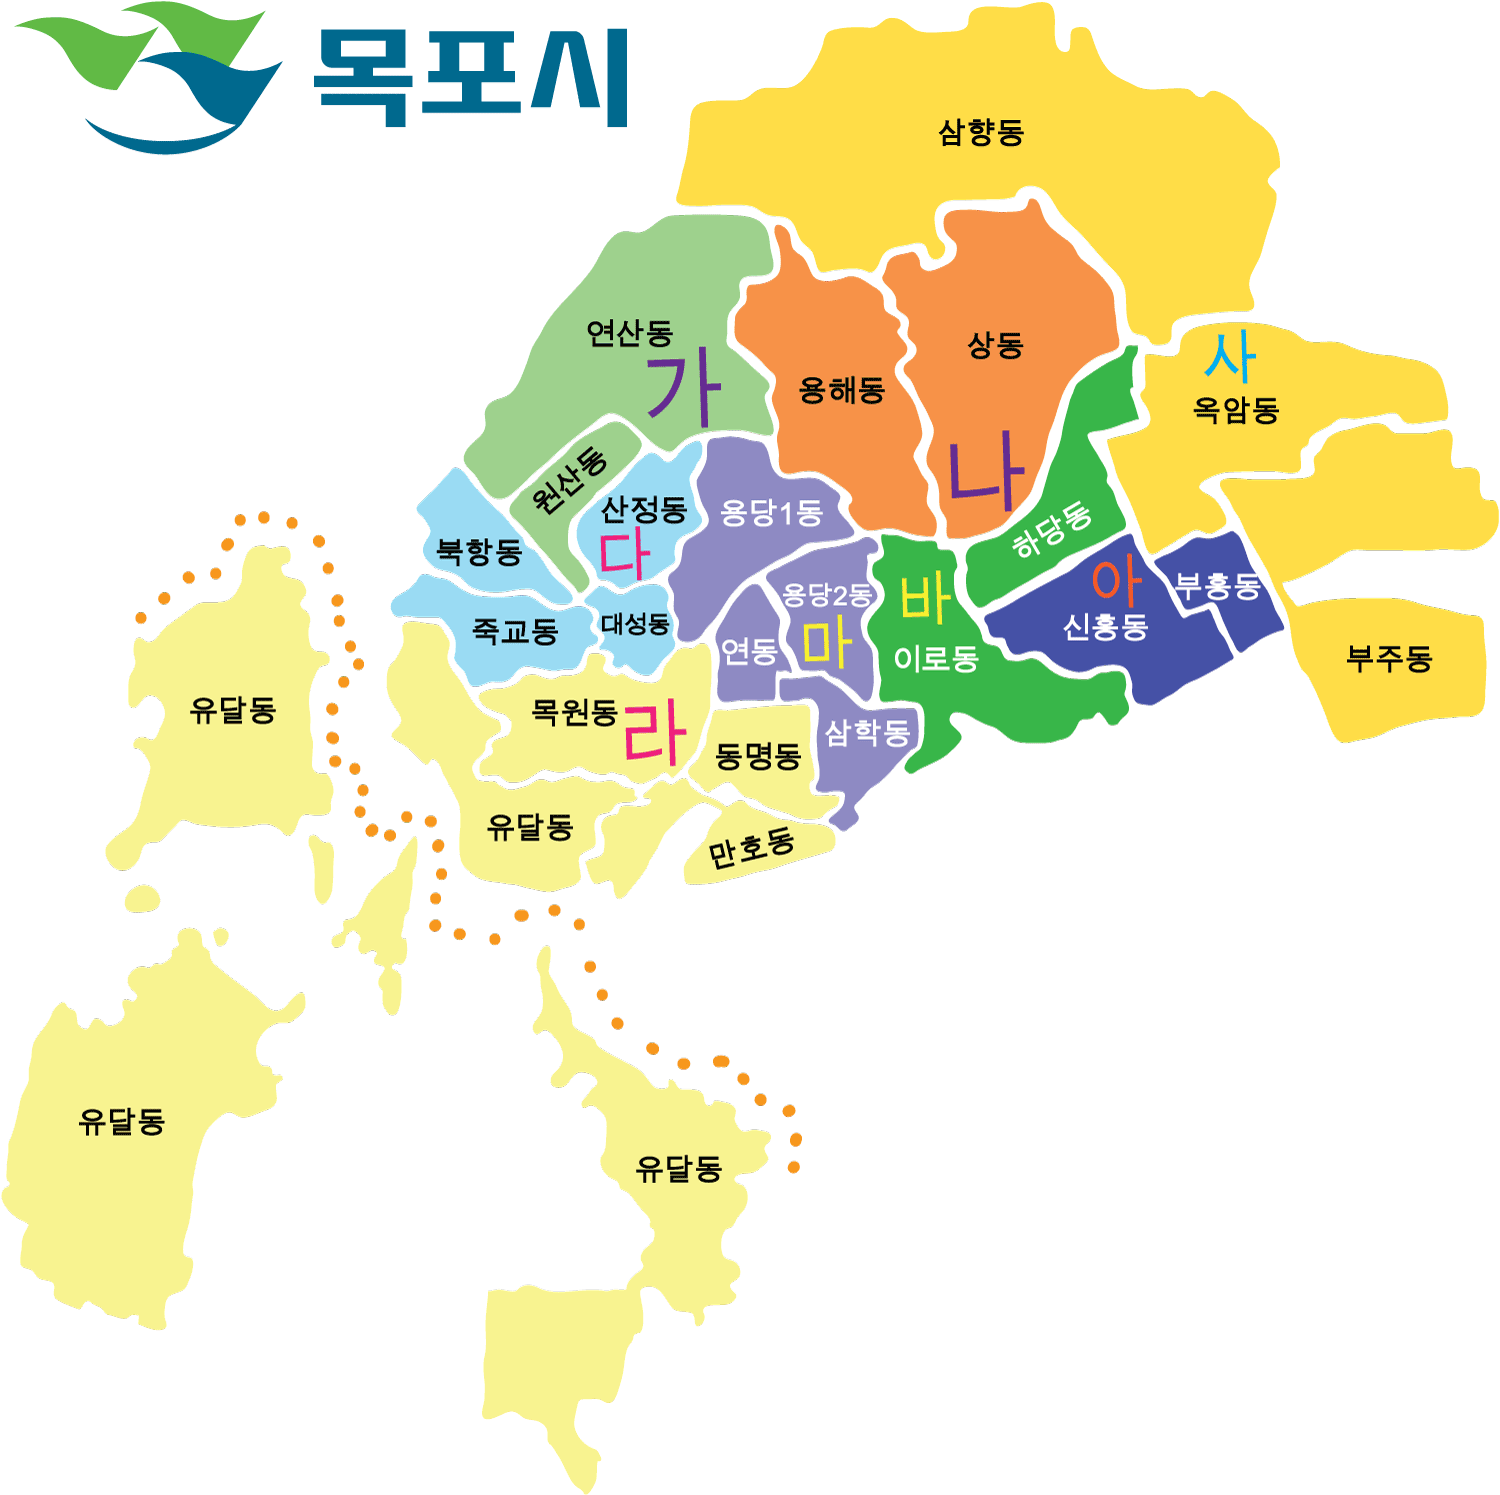 목포시
삼향동
연산동
가
용해동
상동
나
사
옥암동
원산동
산정동
다
용당1동
하당동
북항동
죽교동
대성동
용당2동
마
바
이로동
아
신흥동
부흥동
부주동
연동
유달동
목원동
라
동명동
삼학동
유달동
만호동
유달동
유달동